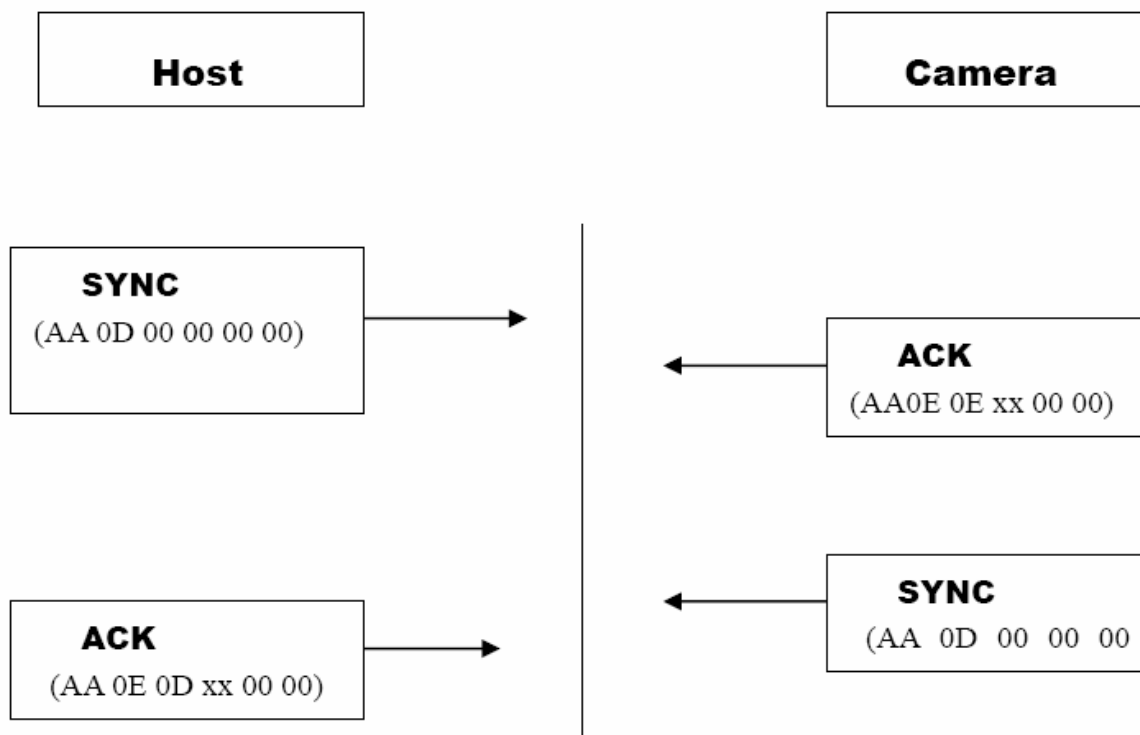 Host
Camera
SYNC
(AA 0D 00 00 00 00)
ACK
(AA0E 0E xx 00 00)
SYNC
(AA 0D 00 00 00
ACK
(AA 0E 0D xx 00 00)